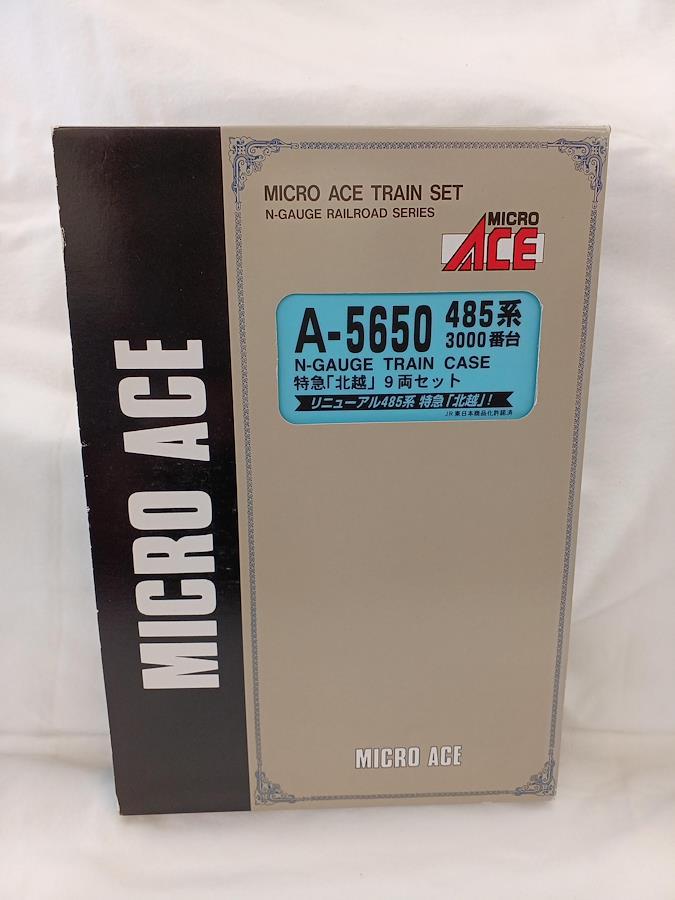 MICRO ACE
MICRO ACE TRAIN SET
N-GAUGE RAILROAD SERIES
MICRO
ACE
A-5650 485系
3000番台
N-GAUGE TRAIN CASE
特急「北越」9両セット
リニューアル485系 特急「北越」!
JR東日本商品化許諾済
MICRO ACE